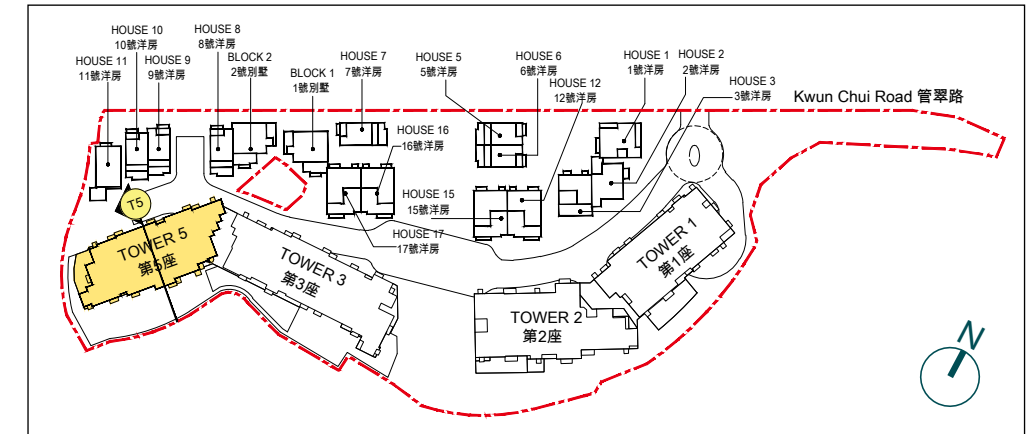 HOUSE 10
10號洋房
HOUSE 8
8號洋房
HOUSE 11
11號洋房
HOUSE 9
9號洋房
BLOCK 2
2號別墅
BLOCK 1
1號別墅
HOUSE 7
7號洋房
HOUSE 5
5號洋房
HOUSE 6
6號洋房
HOUSE 12
12號洋房
HOUSE 1
1號洋房
HOUSE 2
2號洋房
HOUSE 3
3號洋房
Kwun Chui Road 管翠路
HOUSE 16
16號洋房
HOUSE 15
15號洋房
HOUSE 17
17號洋房
T5
TOWER 5
第5座
TOWER 3
第3座
TOWER 2
第2座
TOWER 1
第1座
N